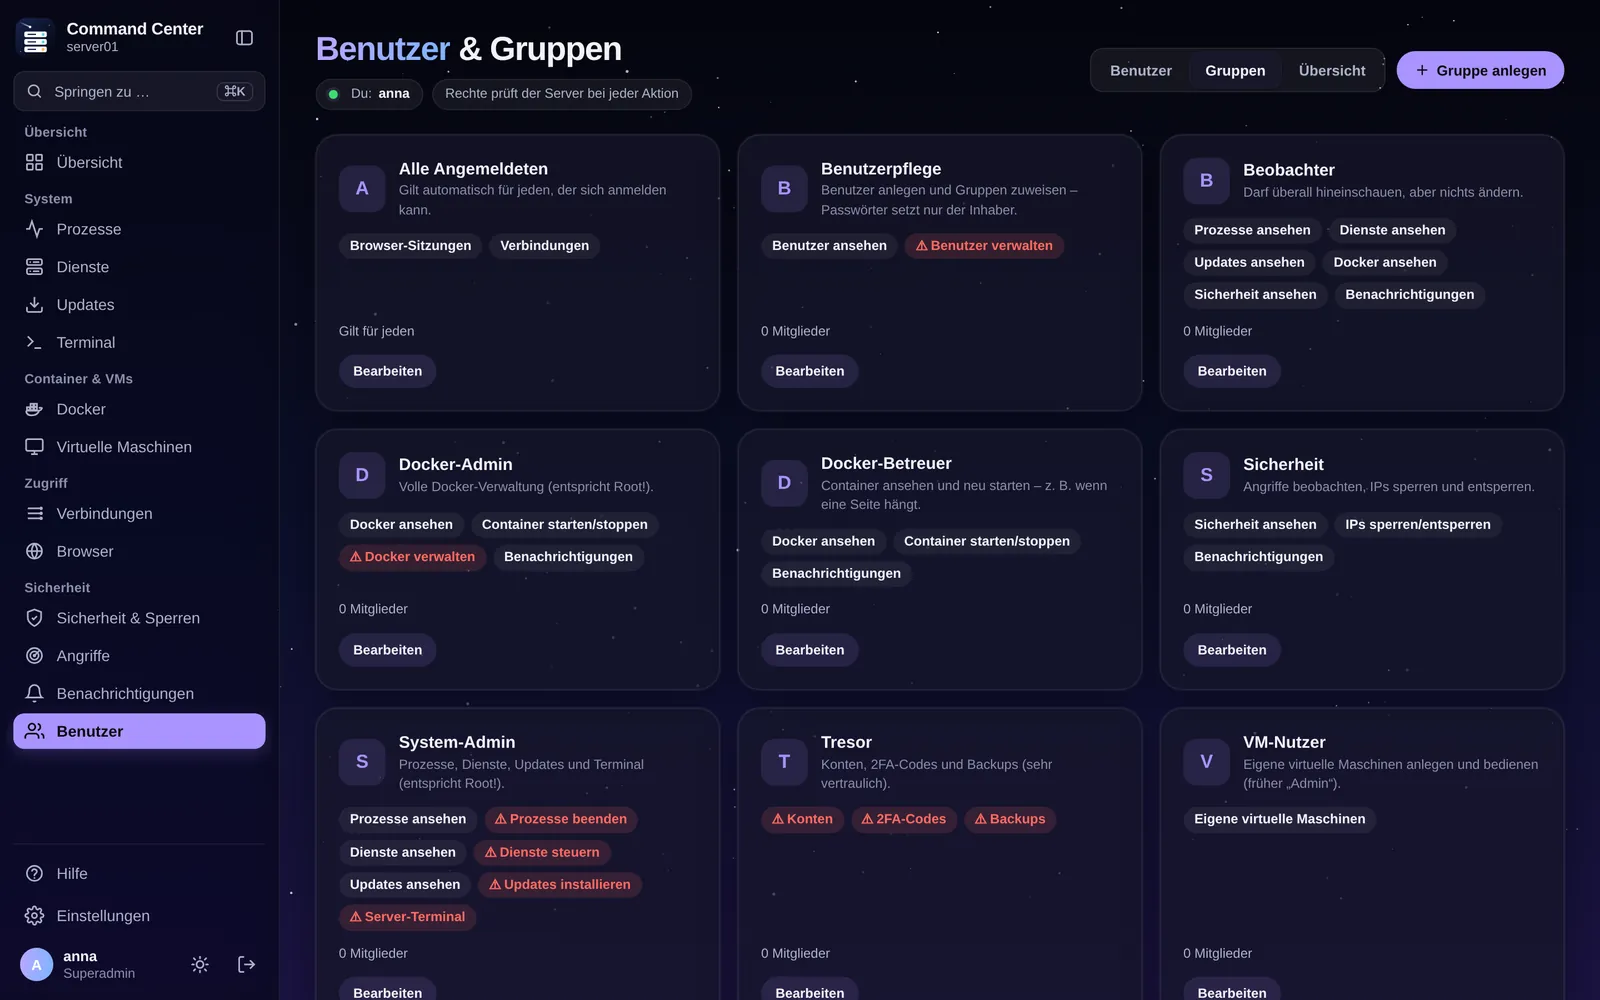 Command Center
server01
Springen zu …
⌘K
Übersicht
Übersicht
System
Prozesse
Dienste
Updates
Terminal
Container & VMs
Docker
Virtuelle Maschinen
Zugriff
Verbindungen
Browser
Sicherheit
Sicherheit & Sperren
Angriffe
Benachrichtigungen
Benutzer
Hilfe
Einstellungen
A
anna
Superadmin
Benutzer & Gruppen
Du: anna
Rechte prüft der Server bei jeder Aktion
Benutzer
Gruppen
Übersicht
+ Gruppe anlegen
A
Alle Angemeldeten
Gilt automatisch für jeden, der sich anmelden
kann.
Browser-Sitzungen
Verbindungen
Gilt für jeden
Bearbeiten
B
Benutzerpflege
Benutzer anlegen und Gruppen zuweisen –
Passwörter setzt nur der Inhaber.
Benutzer ansehen
⚠ Benutzer verwalten
0 Mitglieder
Bearbeiten
B
Beobachter
Darf überall hineinschauen, aber nichts ändern.
Prozesse ansehen
Dienste ansehen
Updates ansehen
Docker ansehen
Sicherheit ansehen
Benachrichtigungen
0 Mitglieder
Bearbeiten
D
Docker-Admin
Volle Docker-Verwaltung (entspricht Root!).
Docker ansehen
Container starten/stoppen
⚠ Docker verwalten
Benachrichtigungen
0 Mitglieder
Bearbeiten
D
Docker-Betreuer
Container ansehen und neu starten – z. B. wenn
eine Seite hängt.
Docker ansehen
Container starten/stoppen
Benachrichtigungen
0 Mitglieder
Bearbeiten
S
Sicherheit
Angriffe beobachten, IPs sperren und entsperren.
Sicherheit ansehen
IPs sperren/entsperren
Benachrichtigungen
0 Mitglieder
Bearbeiten
S
System-Admin
Prozesse, Dienste, Updates und Terminal
(entspricht Root!).
Prozesse ansehen
⚠ Prozesse beenden
Dienste ansehen
⚠ Dienste steuern
Updates ansehen
⚠ Updates installieren
⚠ Server-Terminal
0 Mitglieder
Bearbeiten
T
Tresor
Konten, 2FA-Codes und Backups (sehr
vertraulich).
⚠ Konten
⚠ 2FA-Codes
⚠ Backups
0 Mitglieder
Bearbeiten
V
VM-Nutzer
Eigene virtuelle Maschinen anlegen und bedienen
(früher „Admin“).
Eigene virtuelle Maschinen
0 Mitglieder
Bearbeiten